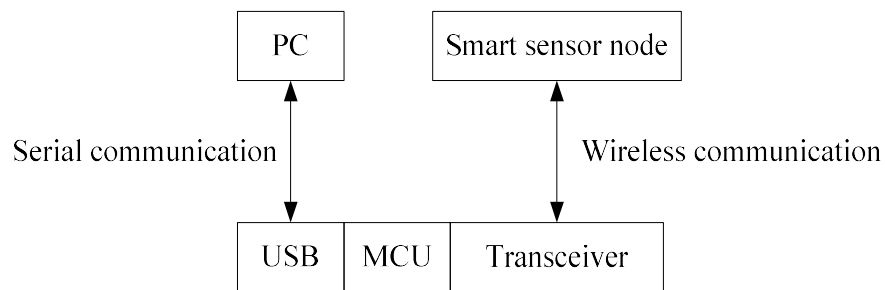 PC
Smart sensor node
Serial communication
Wireless communication
USB
MCU
Transceiver